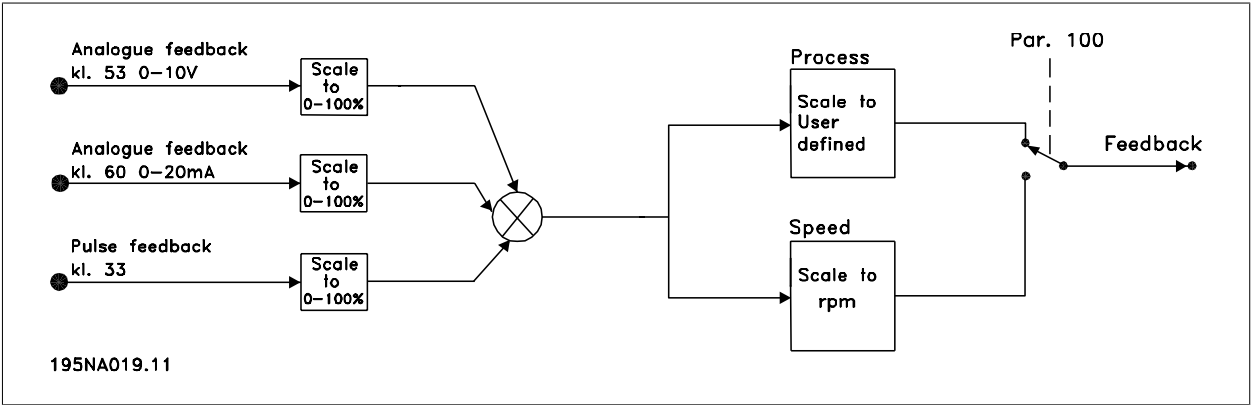 Analogue feedback
kl. 53 0-10V
Scale
to
0-100%
Analogue feedback
kl. 60 0-20mA
Scale
to
0-100%
Pulse feedback
kl. 33
Scale
to
0-100%
Process
Scale to
User
defined
Speed
Scale to
rpm
Par. 100
Feedback
195NA019.11